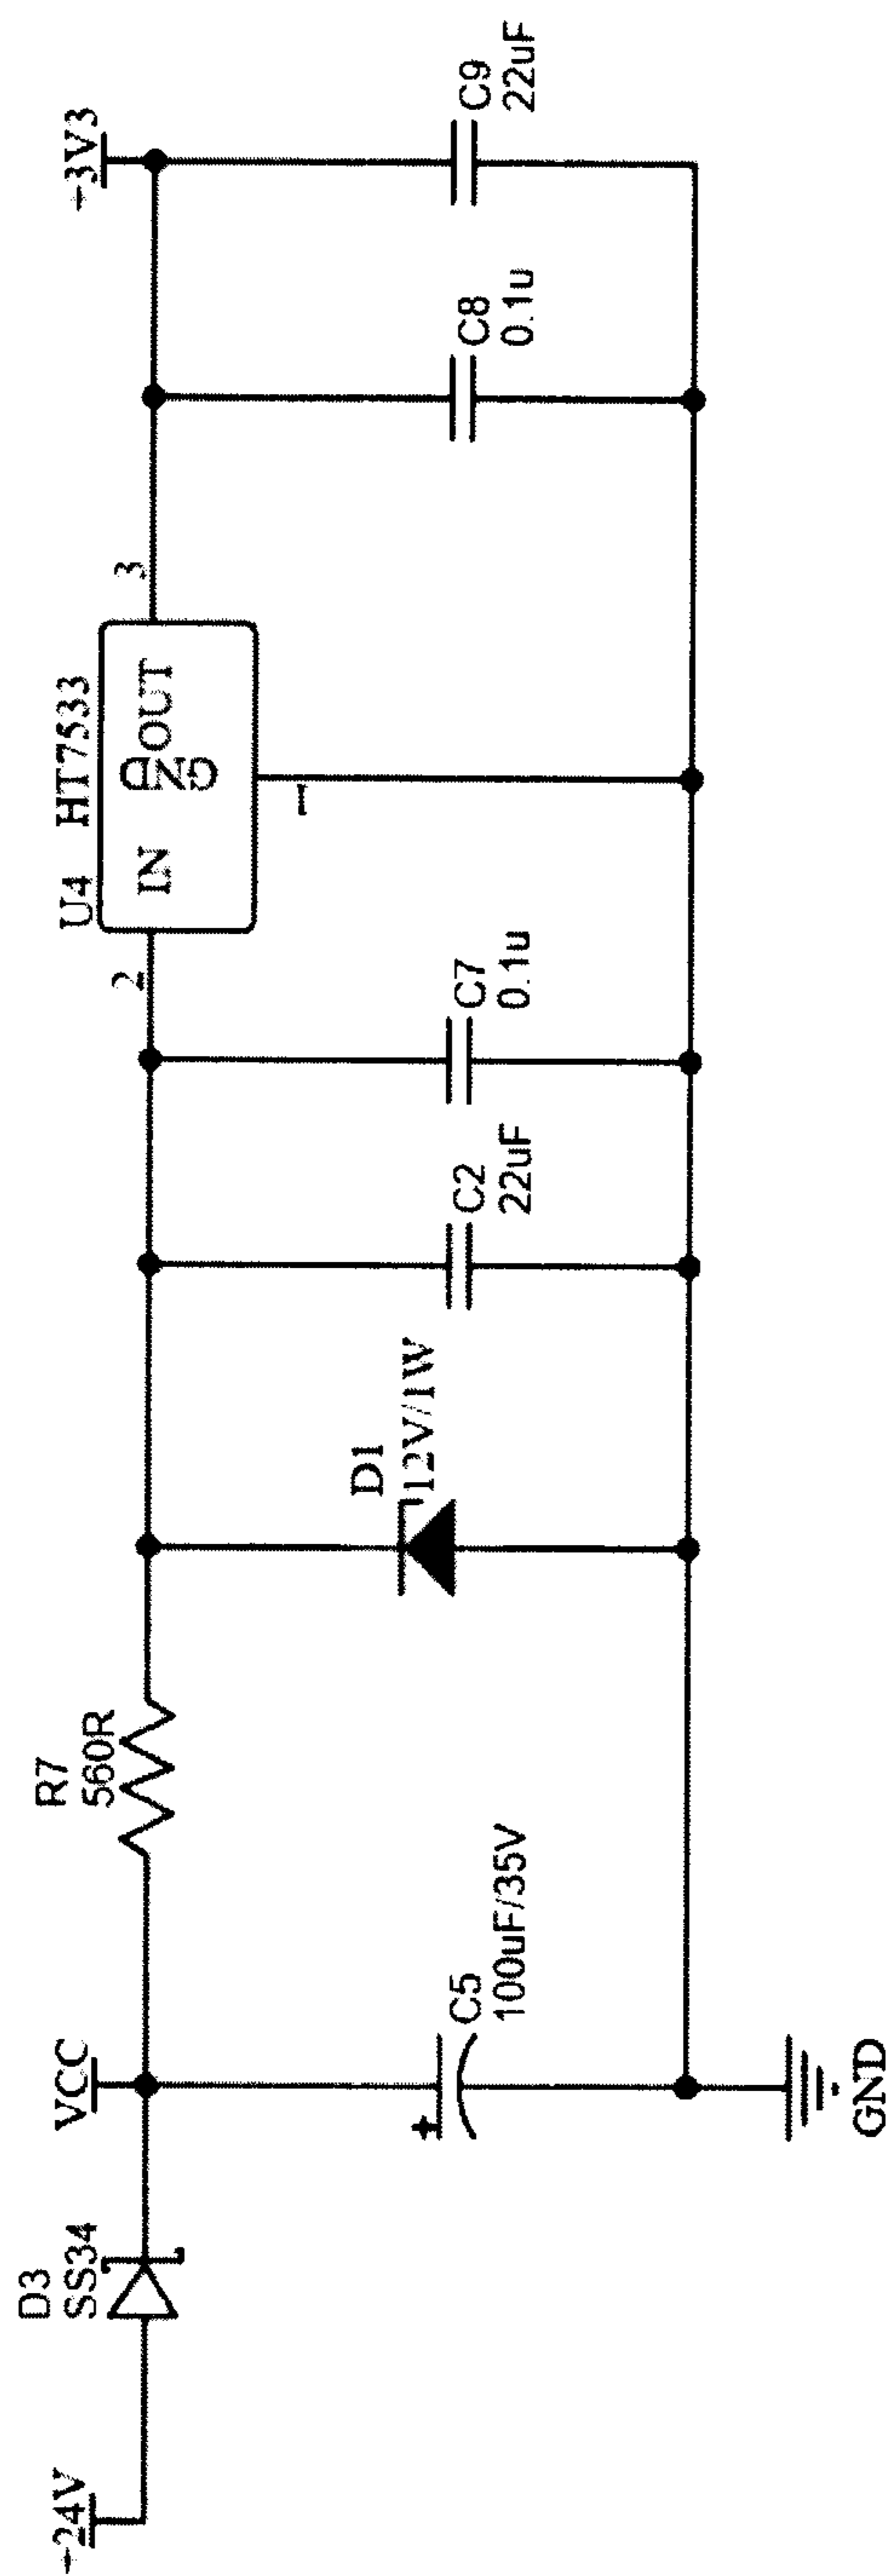 +24V
D3
SS34
VCC
C5
100uF/35V
GND
R7
560R
D1
12V/1W
C2
22uF
C7
0.1u
U4 HT7533
2
IN
GND
OUT
1
3
C8
0.1u
+3V3
C9
22uF